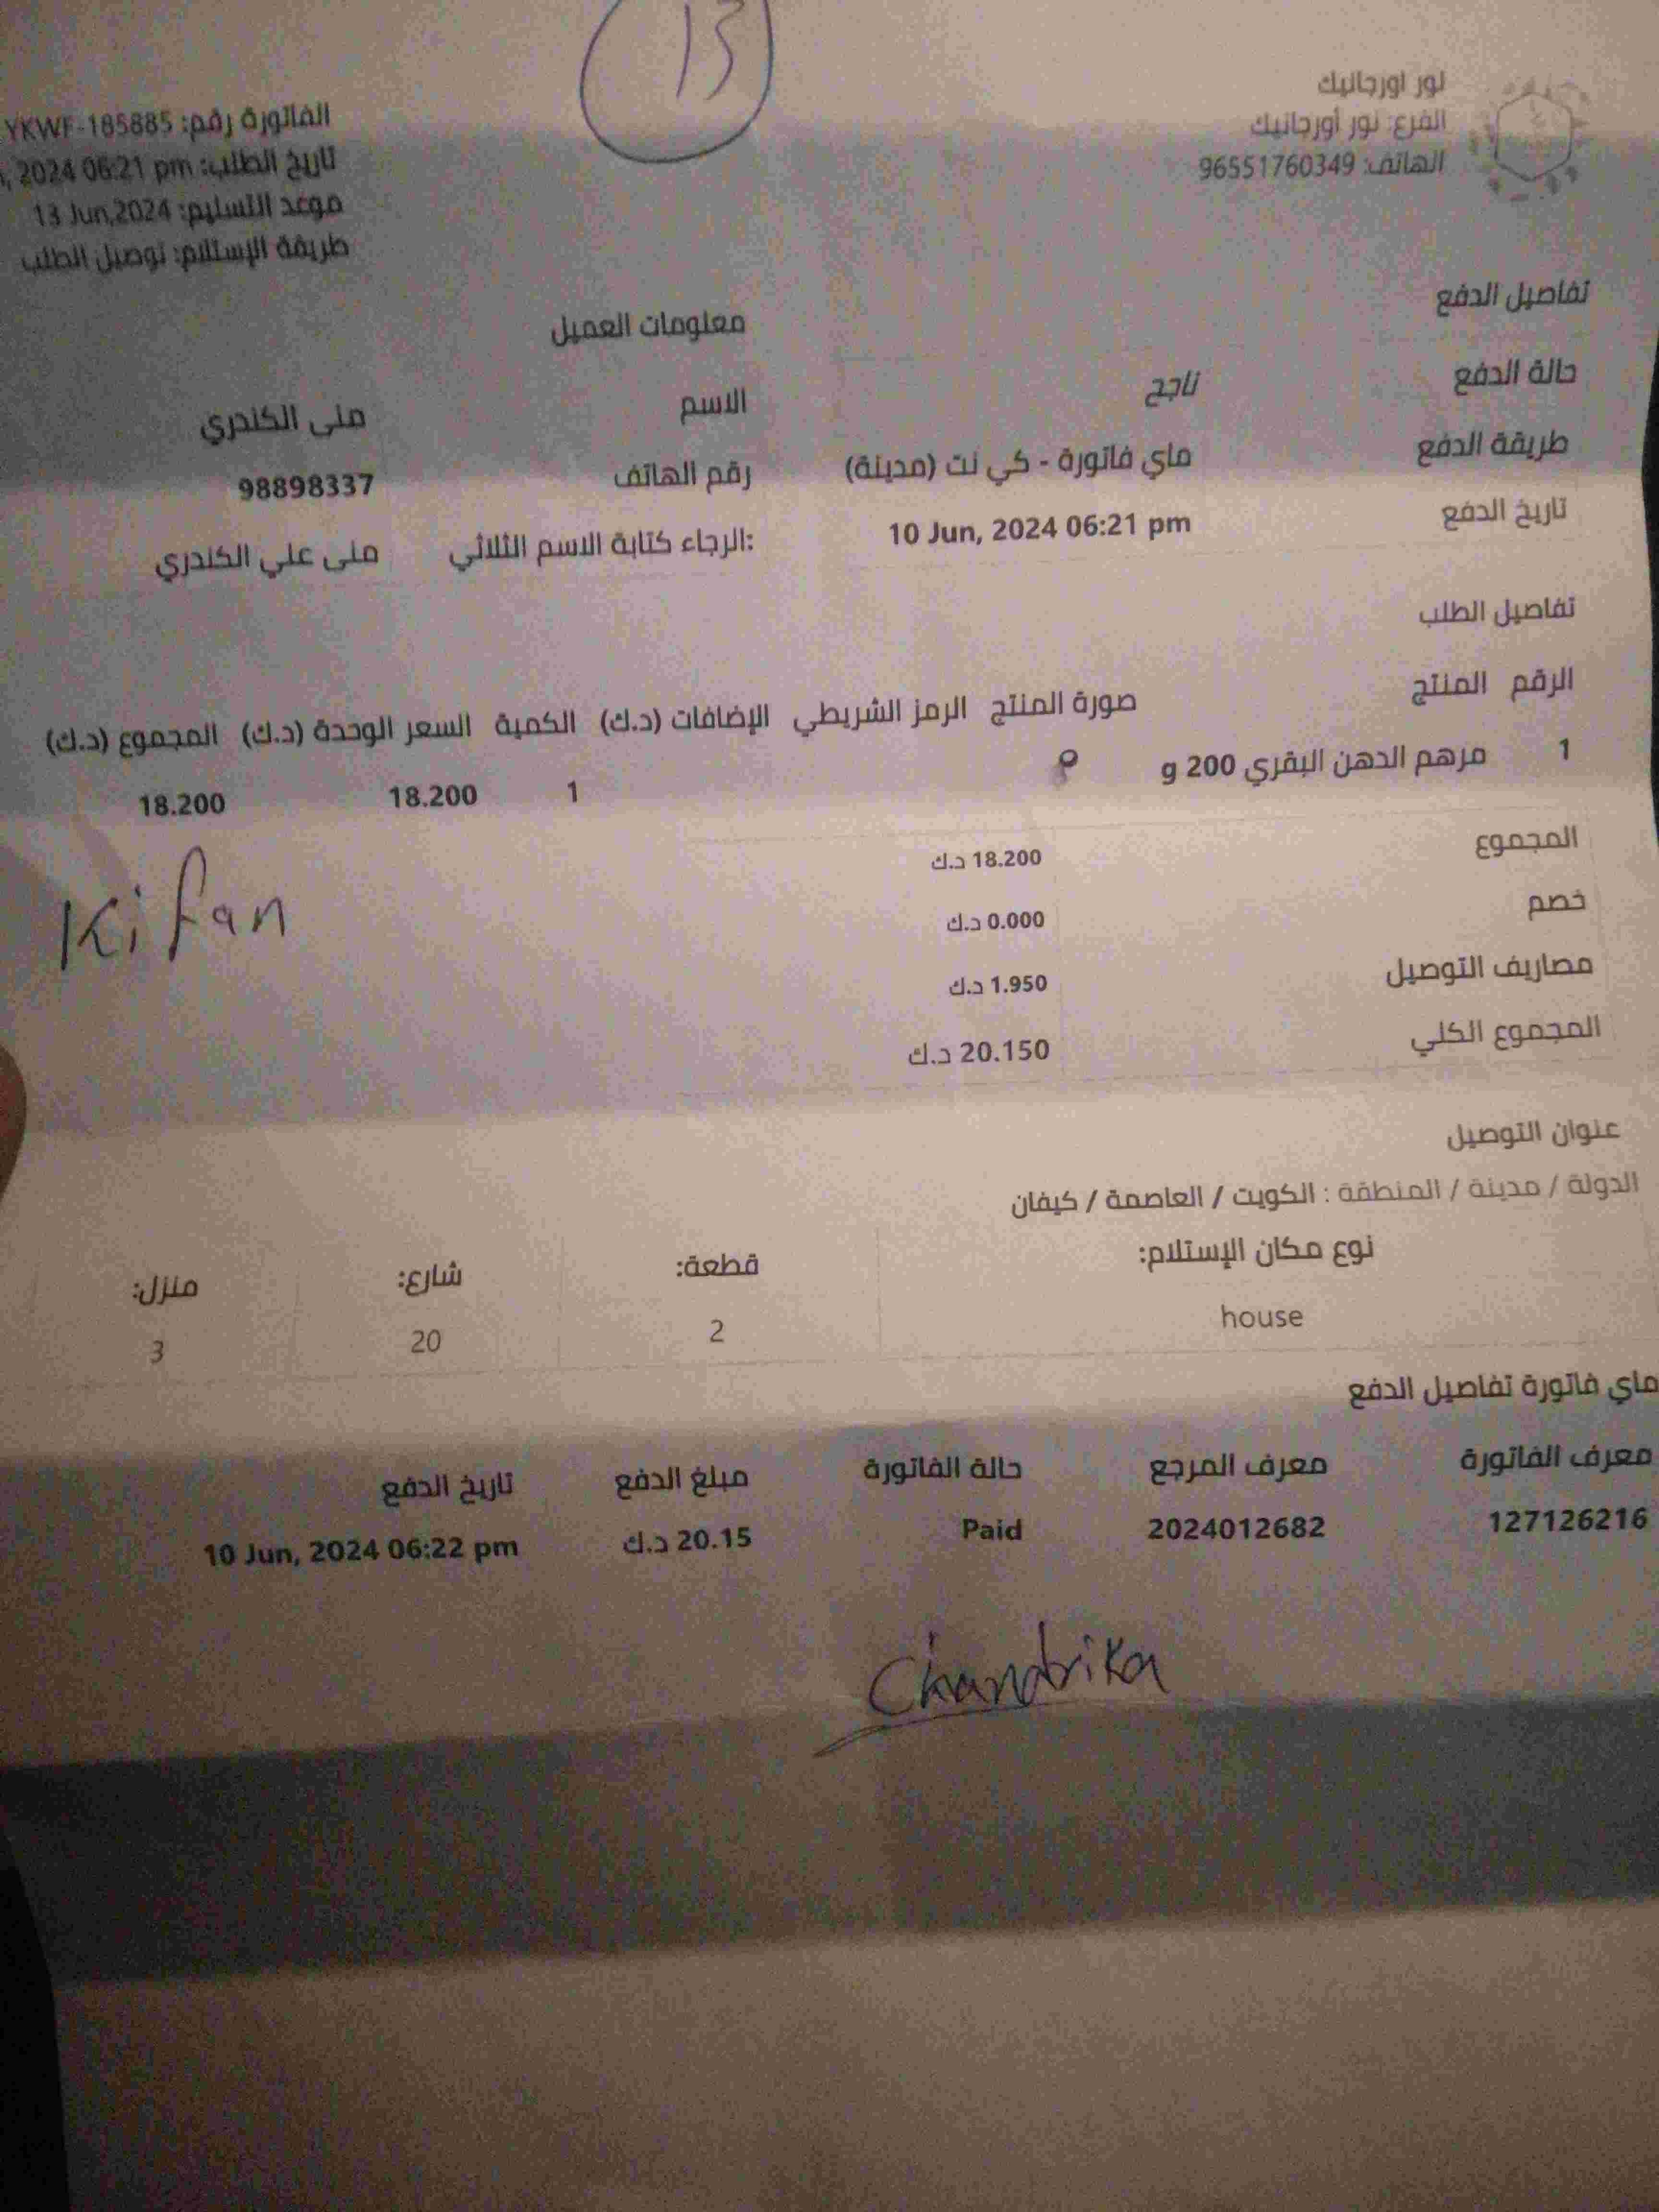 13
نور اورجانيك
الفرع: نور أورجانيك
الهاتف: 96551760349
الفاتورة رقم: YKWF-185885
تاريخ الطلب: 2024 06:21 pm
موعد التسليم: 13 Jun,2024
طريقة الإستلام: توصيل الطلب
تفاصيل الدفع
حالة الدفع ناجح
طريقة الدفع ماي فاتورة - كي نت (مدينة)
تاريخ الدفع 10 Jun, 2024 06:21 pm
معلومات العميل
الاسم منى الكندري
رقم الهاتف 98898337
الرجاء كتابة الاسم الثلاثي: منى علي الكندري
تفاصيل الطلب
الرقم المنتج صورة المنتج الرمز الشريطي الإضافات (د.ك) الكمية السعر الوحدة (د.ك) المجموع (د.ك)
1 مرهم الدهن البقري 200 g 1 18.200 18.200
المجموع 18.200 د.ك
Kifan
خصم 0.000 د.ك
مصاريف التوصيل 1.950 د.ك
المجموع الكلي 20.150 د.ك
عنوان التوصيل
الدولة / مدينة / المنطقة : الكويت / العاصمة / كيفان
نوع مكان الإستلام: قطعة: شارع: منزل:
house 2 20 3
ماي فاتورة تفاصيل الدفع
معرف الفاتورة معرف المرجع حالة الفاتورة مبلغ الدفع تاريخ الدفع
127126216 2024012682 Paid 20.15 د.ك 10 Jun, 2024 06:22 pm
Chandrika